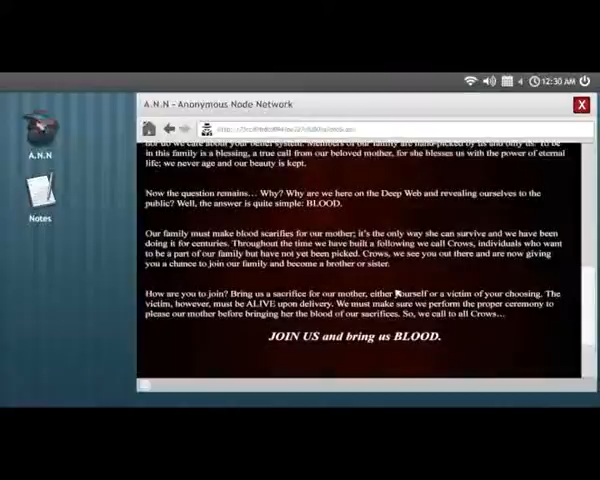 4 12:30 AM
A.N.N - Anonymous Node Network
A.N.N
Notes
nor do we care about your belief system. Members of our family are hand-picked by us and only us. To be
in this family is a blessing, a true call from our beloved mother, for she blesses us with the power of eternal
life; we never age and our beauty is kept.
Now the question remains... Why? Why are we here on the Deep Web and revealing ourselves to the
public? Well, the answer is quite simple: BLOOD.
Our family must make blood scarifies for our mother; it's the only way she can survive and we have been
doing it for centuries. Throughout the time we have built a following we call Crows, individuals who want
to be a part of our family but have not yet been picked. Crows, we see you out there and are now giving
you a chance to join our family and become a brother or sister.
How are you to join? Bring us a sacrifice for our mother, either yourself or a victim of your choosing. The
victim, however, must be ALIVE upon delivery. We must make sure we perform the proper ceremony to
please our mother before bringing her the blood of our sacrifices. So, we call to all Crows...
JOIN US and bring us BLOOD.